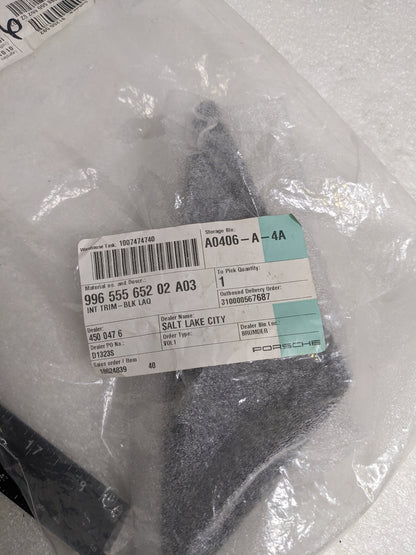 Warehouse Task: 1007474740
Storage Bin:
A0406-A-4A
Material no. and Descr:
996 555 652 02 A03
INT TRIM-BLK LAQ
To Pick Quantity:
1
Outbound Delivery Order:
310000567687
Dealer
450 047 6
Dealer Name:
SALT LAKE CITY
Dealer PO No.:
D1323S
Order Type:
VOL1
Dealer Bin Loc:
BRUMDER
Sales order / Item
40
PORSCHE
17